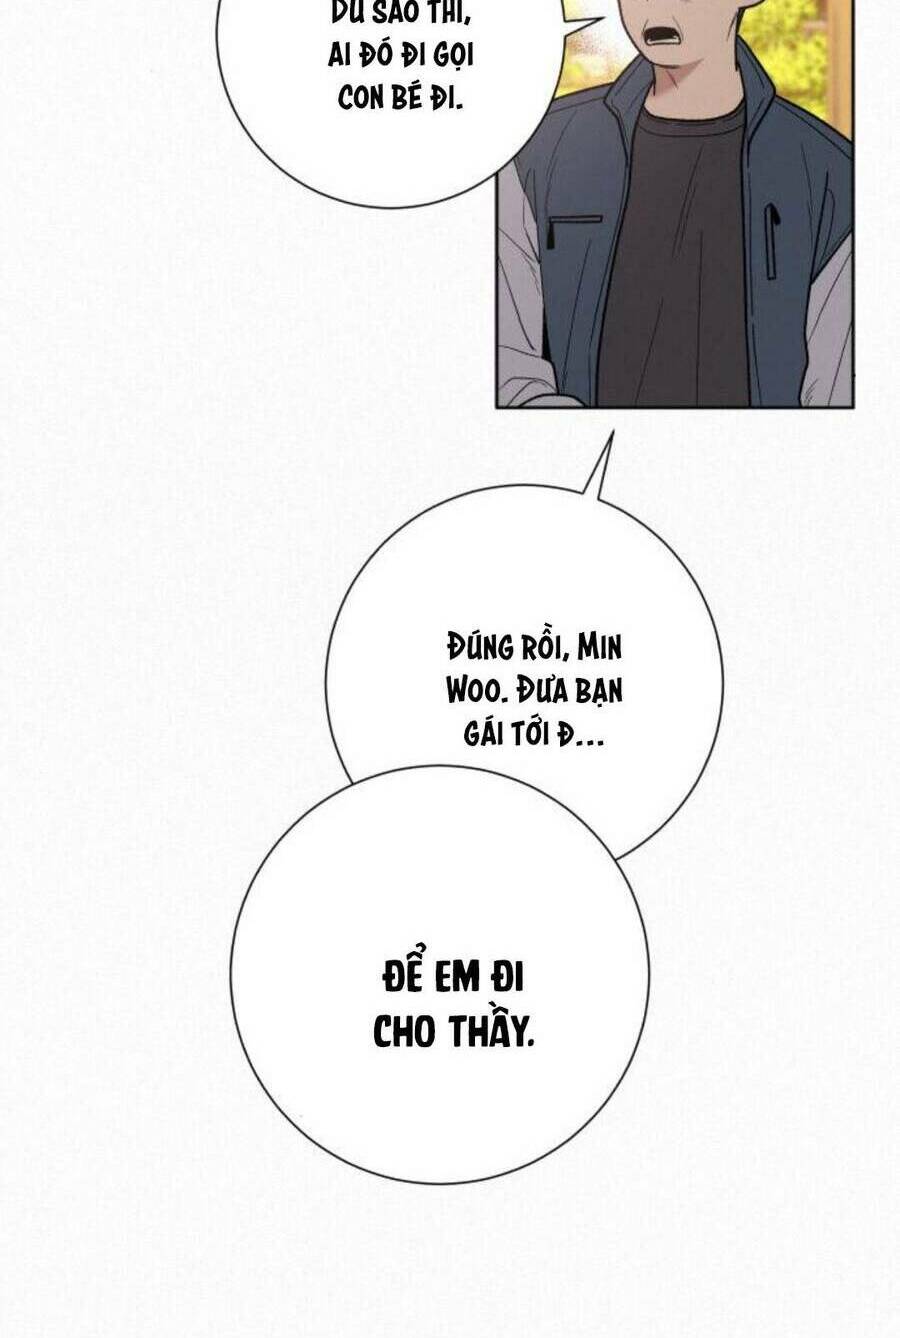 DÙ SAO THÌ,
AI ĐÓ ĐI GỌI
CON BÉ ĐI.
ĐÚNG RỒI, MIN
WOO. ĐƯA BẠN
GÁI TỚI Đ...
ĐỂ EM ĐI
CHO THẦY.